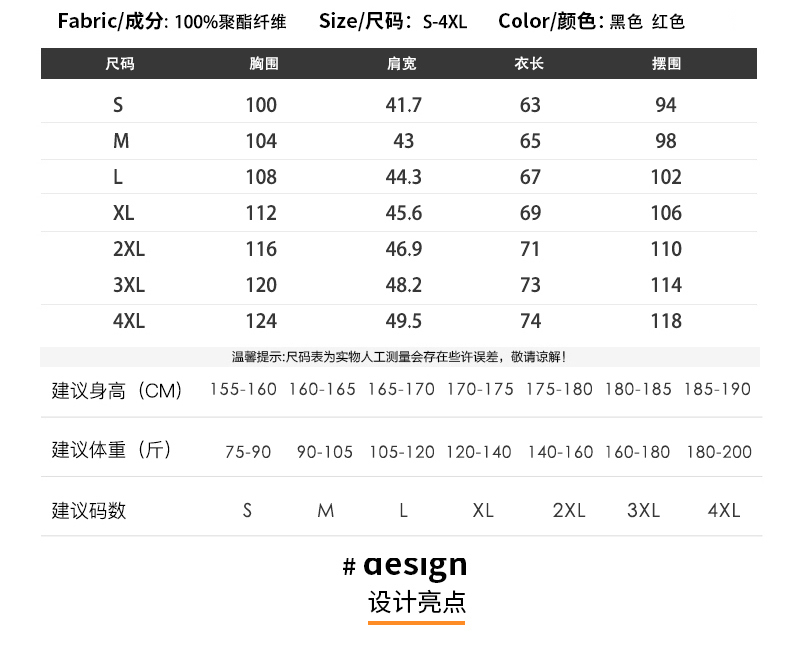 Fabric/成分: 100%聚酯纤维 Size/尺码: S-4XL Color/颜色: 黑色 红色
尺码 胸围 肩宽 衣长 摆围
S 100 41.7 63 94
M 104 43 65 98
L 108 44.3 67 102
XL 112 45.6 69 106
2XL 116 46.9 71 110
3XL 120 48.2 73 114
4XL 124 49.5 74 118
温馨提示:尺码表为实物人工测量会存在些许误差，敬请谅解!
建议身高（CM） 155-160 160-165 165-170 170-175 175-180 180-185 185-190
建议体重（斤） 75-90 90-105 105-120 120-140 140-160 160-180 180-200
建议码数 S M L XL 2XL 3XL 4XL
# design
设计亮点